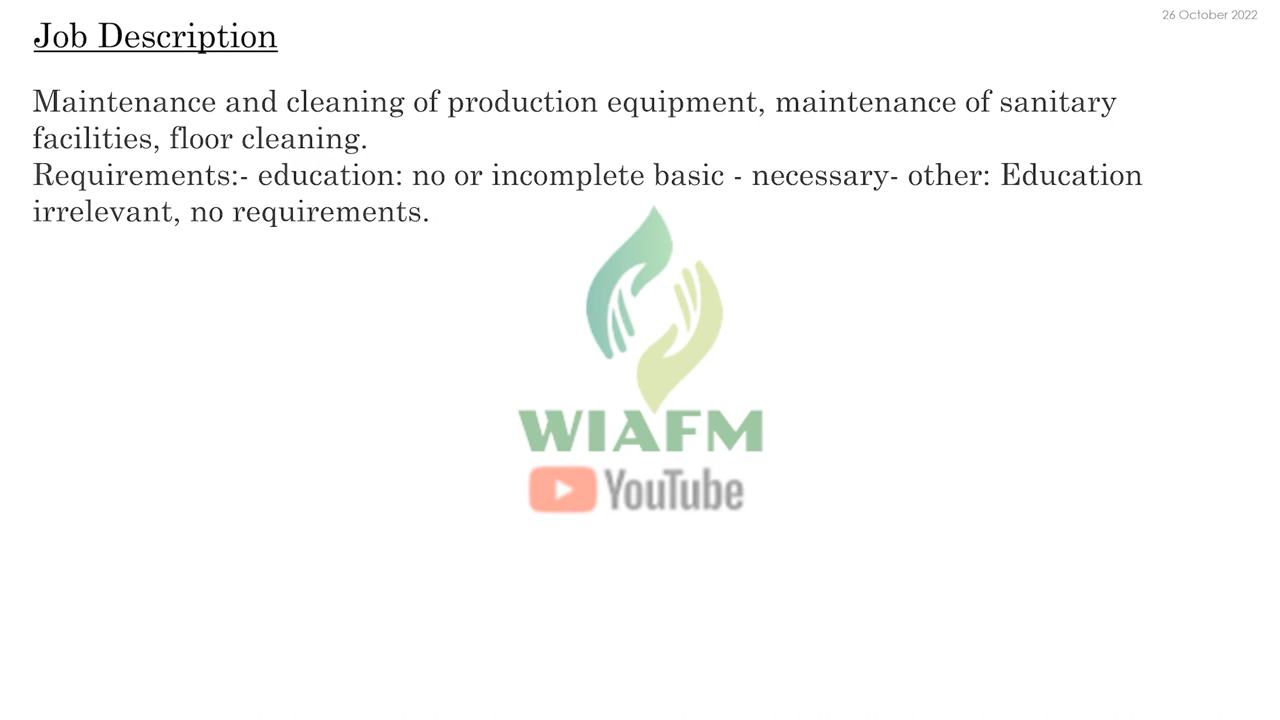 26 October 2022
Job Description
Maintenance and cleaning of production equipment, maintenance of sanitary
facilities, floor cleaning.
Requirements:- education: no or incomplete basic - necessary- other: Education
irrelevant, no requirements.
WIAFM
YouTube